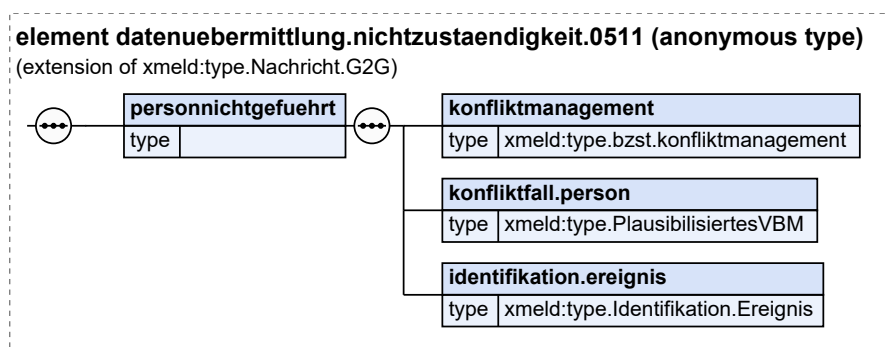 element datenuebermittlung.nichtzustaendigkeit.0511 (anonymous type)
(extension of xmeld:type.Nachricht.G2G)
personnichtgefuehrt
type
konfliktmanagement
type xmeld:type.bzst.konfliktmanagement
konfliktfall.person
type xmeld:type.PlausibilisiertesVBM
identifikation.ereignis
type xmeld:type.Identifikation.Ereignis